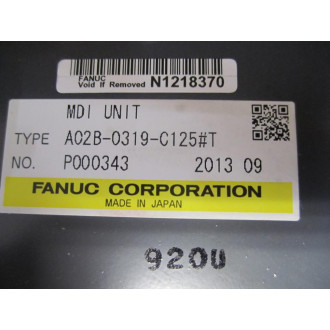 FANUC
Void If Removed N1218370
MDI UNIT
TYPE A02B-0319-C125#T
NO. P000343 2013 09
FANUC CORPORATION
MADE IN JAPAN
920U